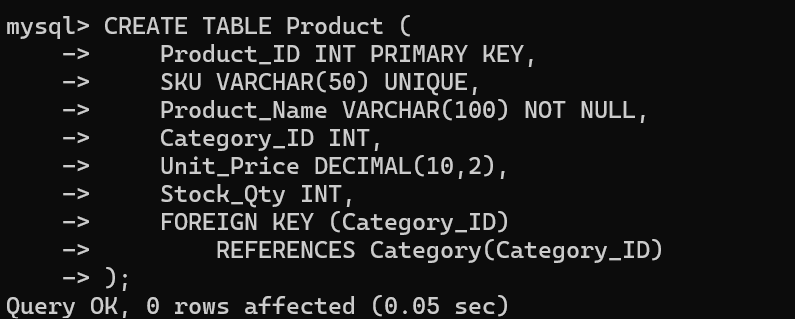 mysql> CREATE TABLE Product (
    ->     Product_ID INT PRIMARY KEY,
    ->     SKU VARCHAR(50) UNIQUE,
    ->     Product_Name VARCHAR(100) NOT NULL,
    ->     Category_ID INT,
    ->     Unit_Price DECIMAL(10,2),
    ->     Stock_Qty INT,
    ->     FOREIGN KEY (Category_ID)
    ->         REFERENCES Category(Category_ID)
    -> );
Query OK, 0 rows affected (0.05 sec)